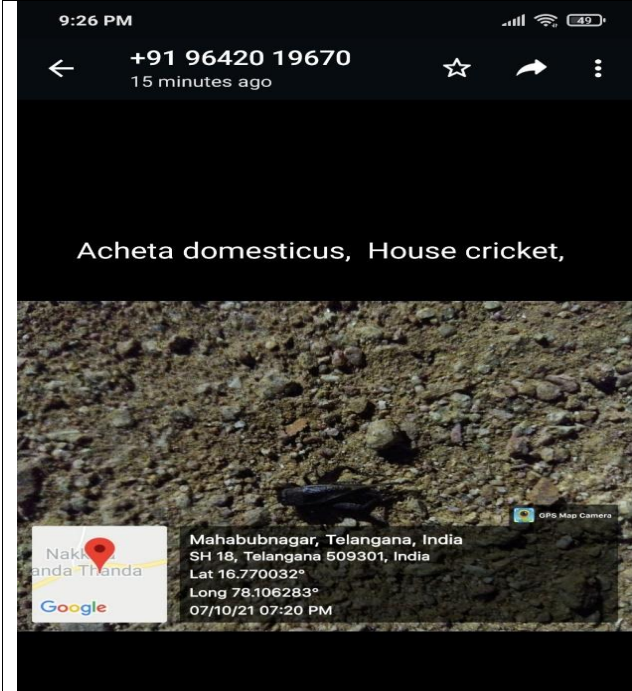 9:26 PM
49
+91 96420 19670
15 minutes ago
Acheta domesticus, House cricket,
GPS Map Camera
Mahabubnagar, Telangana, India
SH 18, Telangana 509301, India
Lat 16.770032°
Long 78.106283°
07/10/21 07:20 PM
Thanda
Google